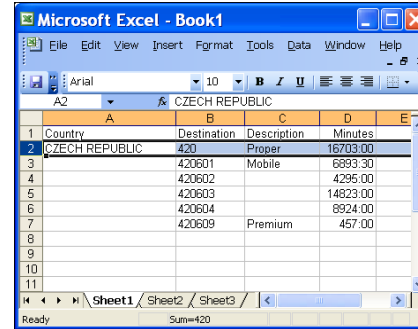 Microsoft Excel - Book1
File Edit View Insert Format Tools Data Window Help
Arial 10 B I U
A2 fx CZECH REPUBLIC
A B C D E
1 Country Destination Description Minutes
2 CZECH REPUBLIC 420 Proper 16703:00
3 420601 Mobile 6893:30
4 420602 4295:00
5 420603 14823:00
6 420604 8924:00
7 420609 Premium 457:00
8
9
10
11
Sheet1 Sheet2 Sheet3
Ready Sum=420